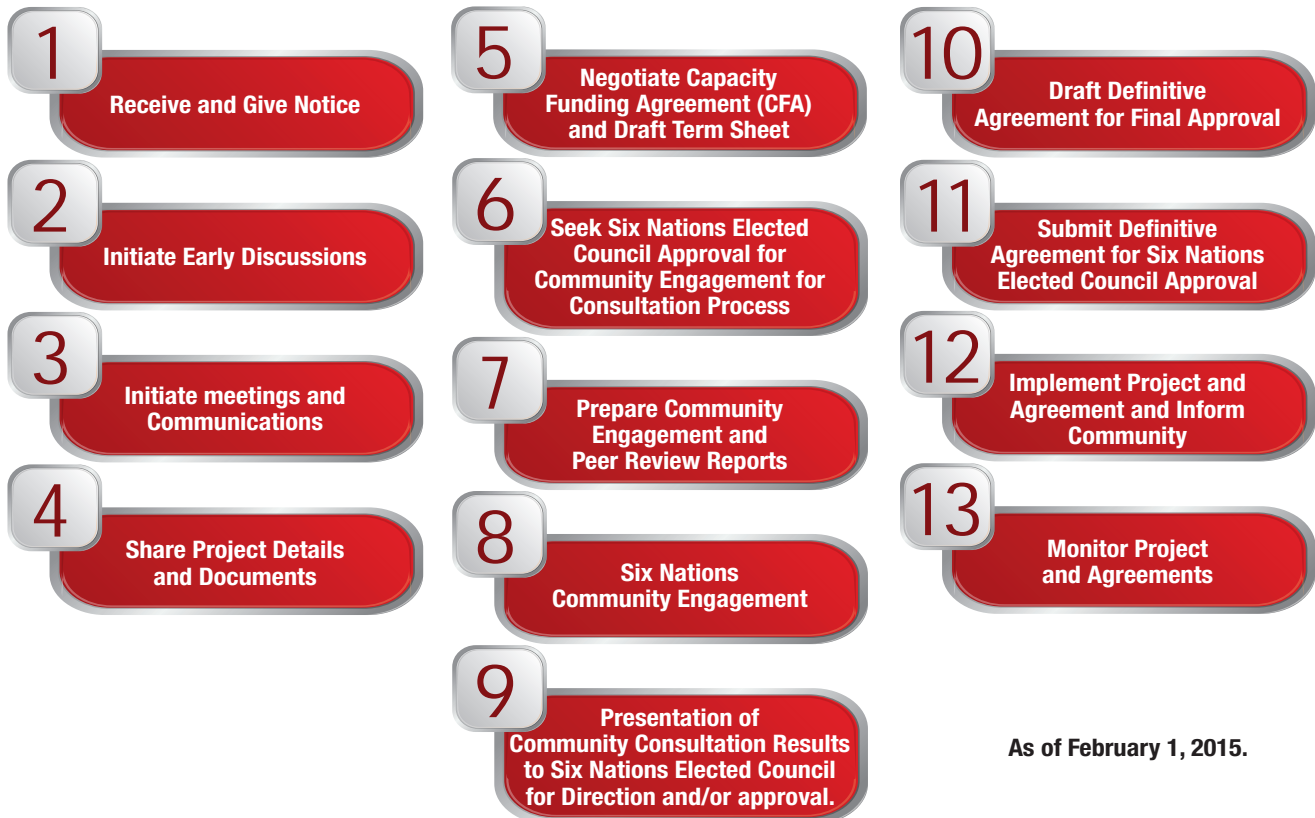 1
Receive and Give Notice
2
Initiate Early Discussions
3
Initiate meetings and
Communications
4
Share Project Details
and Documents
5
Negotiate Capacity
Funding Agreement (CFA)
and Draft Term Sheet
6
Seek Six Nations Elected
Council Approval for
Community Engagement for
Consultation Process
7
Prepare Community
Engagement and
Peer Review Reports
8
Six Nations
Community Engagement
9
Presentation of
Community Consultation Results
to Six Nations Elected Council
for Direction and/or approval.
10
Draft Definitive
Agreement for Final Approval
11
Submit Definitive
Agreement for Six Nations
Elected Council Approval
12
Implement Project and
Agreement and Inform
Community
13
Monitor Project
and Agreements
As of February 1, 2015.